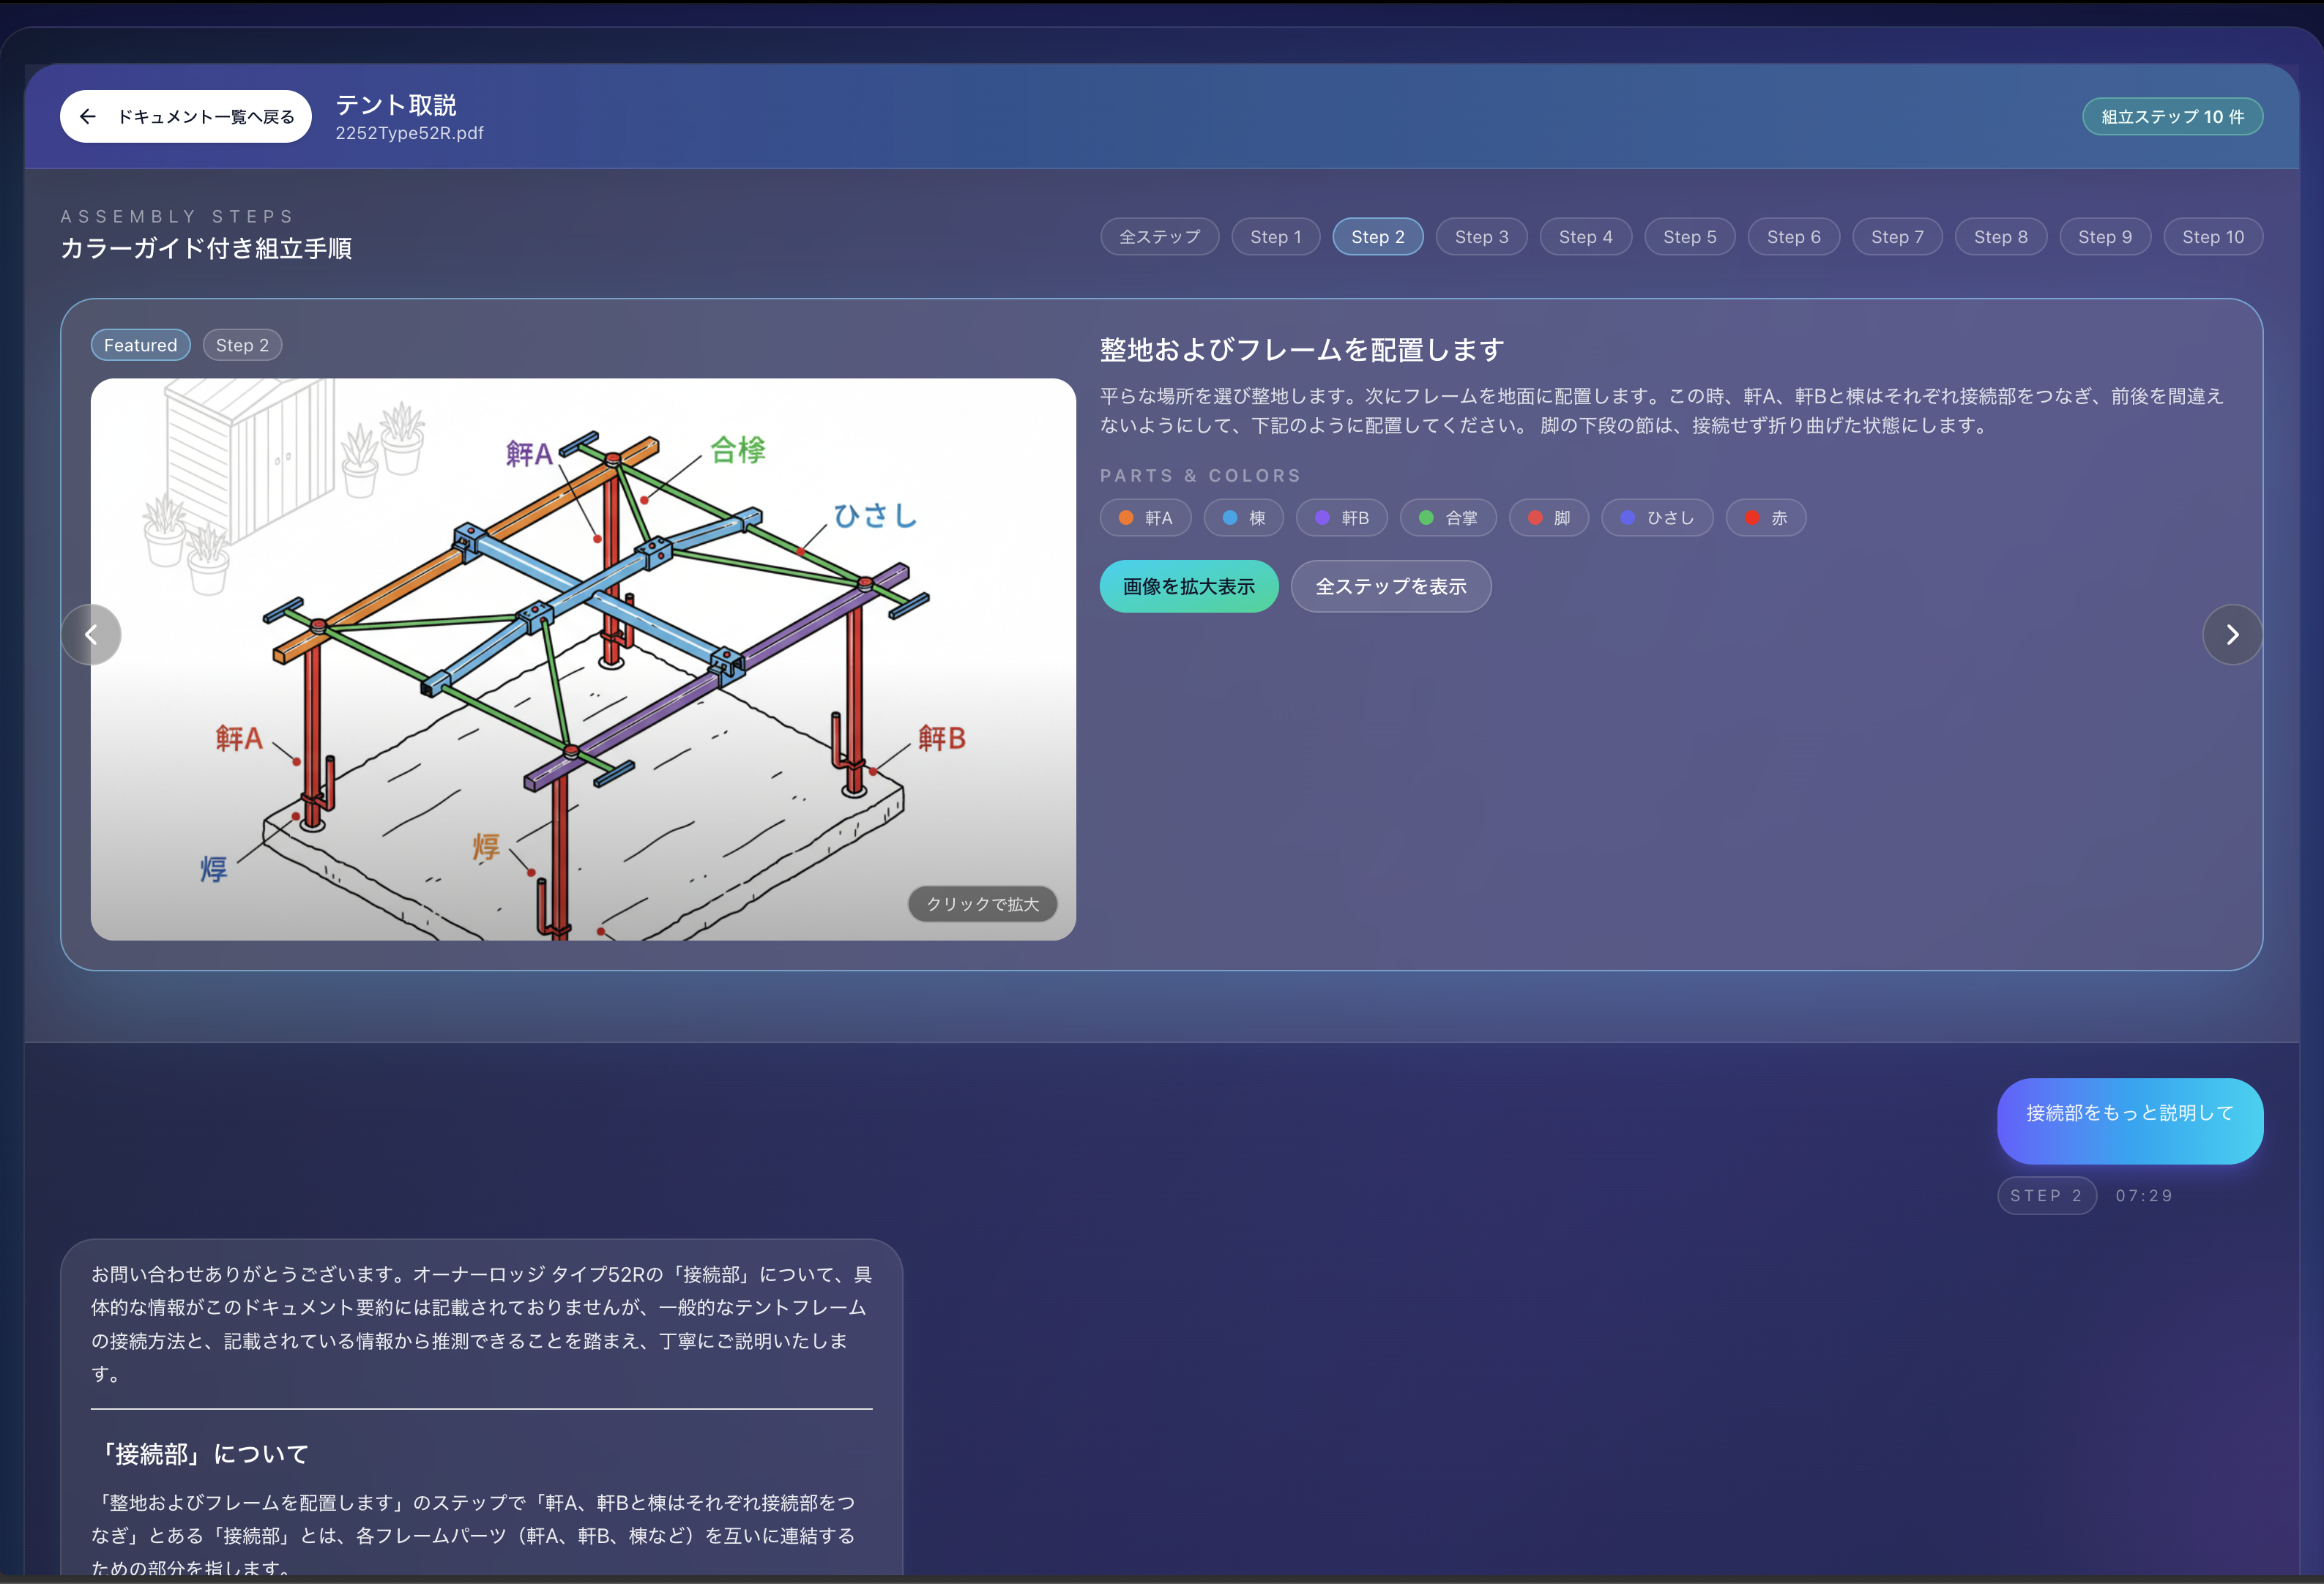 ドキュメント一覧へ戻る
テント取説
2252Type52R.pdf
組立ステップ 10 件
ASSEMBLY STEPS
カラーガイド付き組立手順
全ステップ
Step 1
Step 2
Step 3
Step 4
Step 5
Step 6
Step 7
Step 8
Step 9
Step 10
Featured
Step 2
ひさし
クリックで拡大
整地およびフレームを配置します
平らな場所を選び整地します。次にフレームを地面に配置します。この時、軒A、軒Bと棟はそれぞれ接続部をつなぎ、前後を間違え
ないようにして、下記のように配置してください。 脚の下段の節は、接続せず折り曲げた状態にします。
PARTS & COLORS
軒A
棟
軒B
合掌
脚
ひさし
赤
画像を拡大表示
全ステップを表示
接続部をもっと説明して
STEP 2
07:29
お問い合わせありがとうございます。オーナーロッジ タイプ52Rの「接続部」について、具
体的な情報がこのドキュメント要約には記載されておりませんが、一般的なテントフレーム
の接続方法と、記載されている情報から推測できることを踏まえ、丁寧にご説明いたしま
す。
「接続部」について
「整地およびフレームを配置します」のステップで「軒A、軒Bと棟はそれぞれ接続部をつ
なぎ」とある「接続部」とは、各フレームパーツ（軒A、軒B、棟など）を互いに連結する
ための部分を指します。